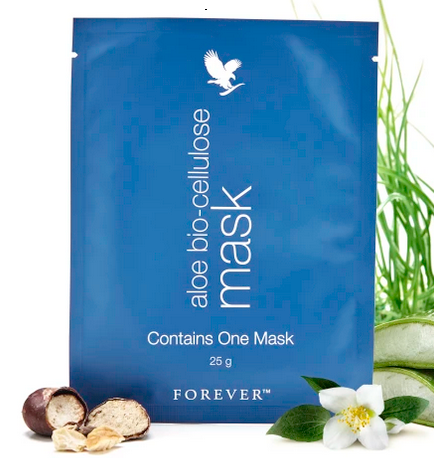 aloe bio-cellulose
mask
Contains One Mask
25 g
FOREVER™